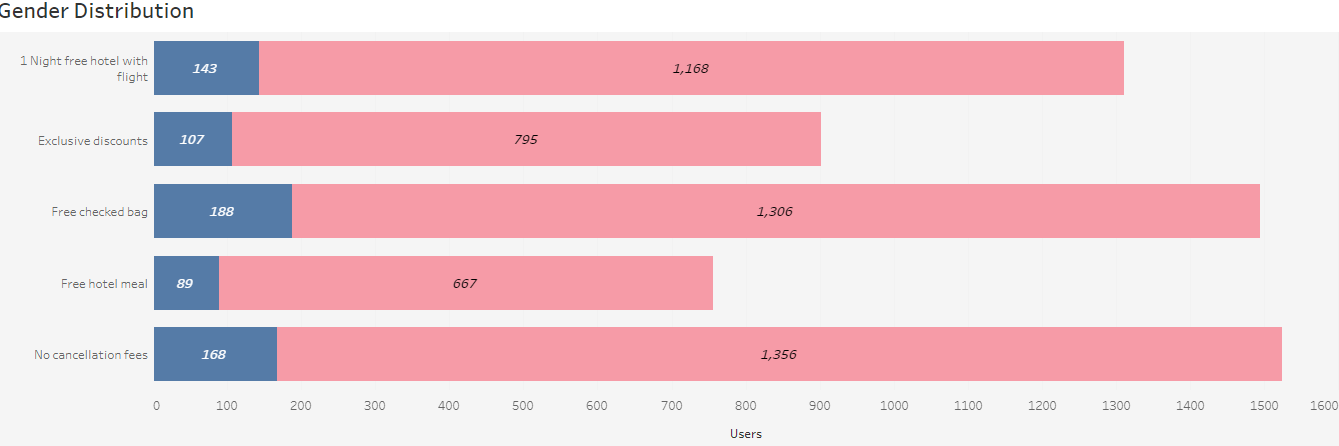 Gender Distribution
1 Night free hotel with
flight
143
1,168
Exclusive discounts
107
795
Free checked bag
188
1,306
Free hotel meal
89
667
No cancellation fees
168
1,356
0 100 200 300 400 500 600 700 800 900 1000 1100 1200 1300 1400 1500 1600
Users